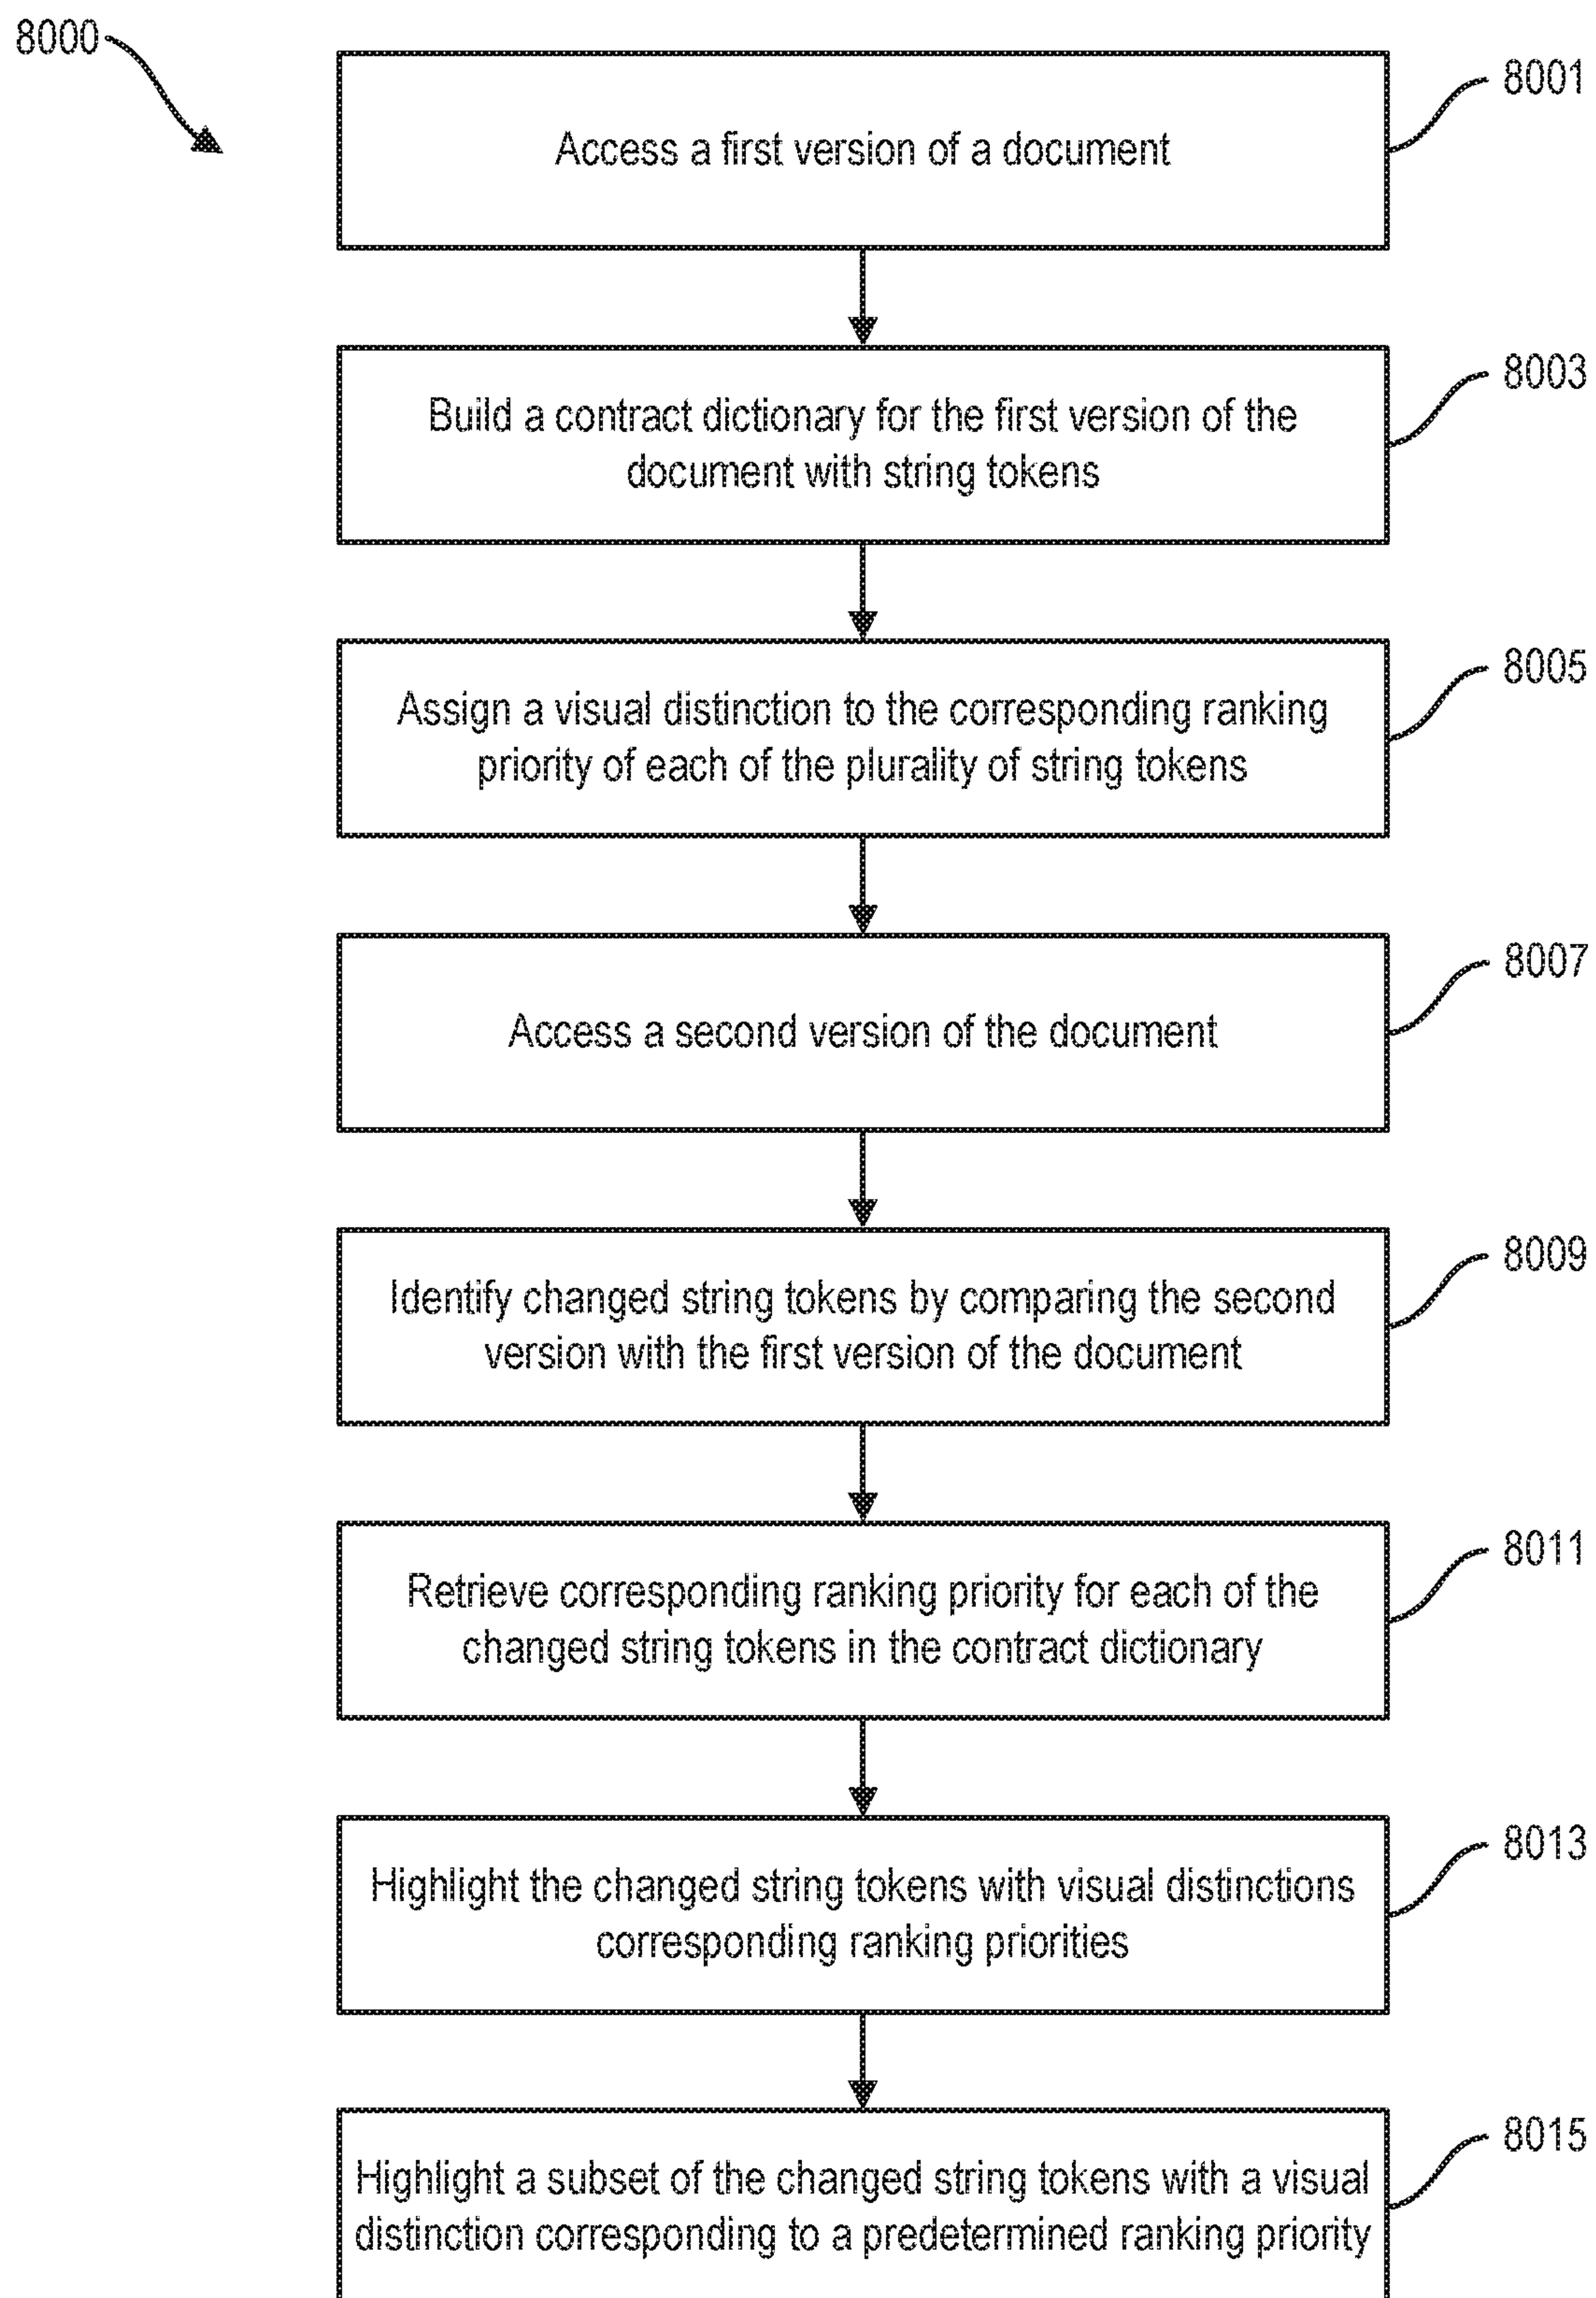 8000
8001
Access a first version of a document
8003
Build a contract dictionary for the first version of the
document with string tokens
8005
Assign a visual distinction to the corresponding ranking
priority of each of the plurality of string tokens
8007
Access a second version of the document
8009
Identify changed string tokens by comparing the second
version with the first version of the document
8011
Retrieve corresponding ranking priority for each of the
changed string tokens in the contract dictionary
8013
Highlight the changed string tokens with visual distinctions
corresponding ranking priorities
8015
Highlight a subset of the changed string tokens with a visual
distinction corresponding to a predetermined ranking priority